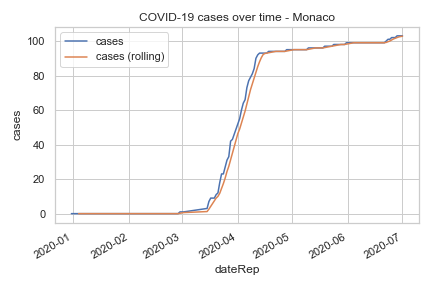 COVID-19 cases over time - Monaco
cases
cases (rolling)
100
80
60
40
20
0
cases
2020-01
2020-02
2020-03
2020-04
2020-05
2020-06
2020-07
dateRep